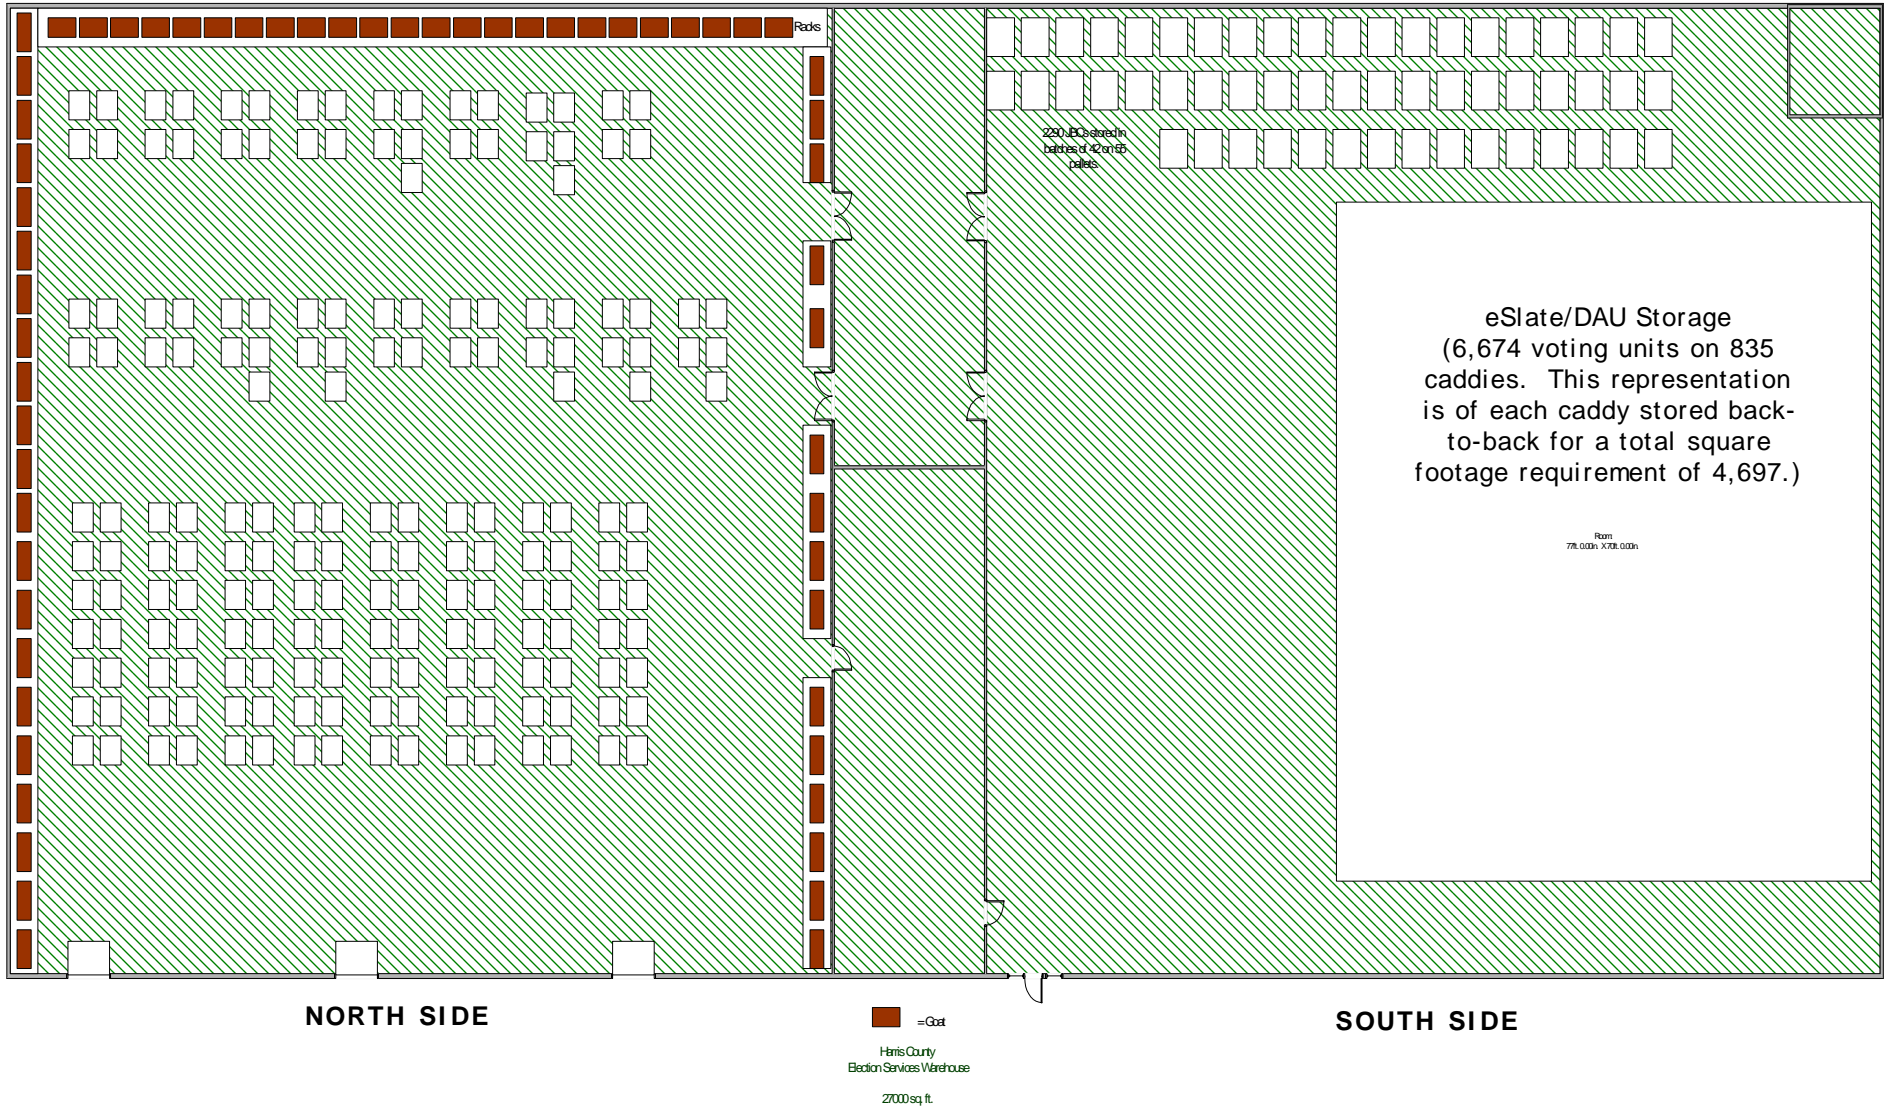 Racks
2290 JBCs stored in
batches of 42 on 55
pallets.
eSlate/DAU Storage
(6,674 voting units on 835
caddies. This representation
is of each caddy stored back-
to-back for a total square
footage requirement of 4,697.)
Room
77ft. 0.00in. X 70ft. 0.00in.
NORTH SIDE
SOUTH SIDE
= Goat
Harris County
Election Services Warehouse
27000 sq. ft.